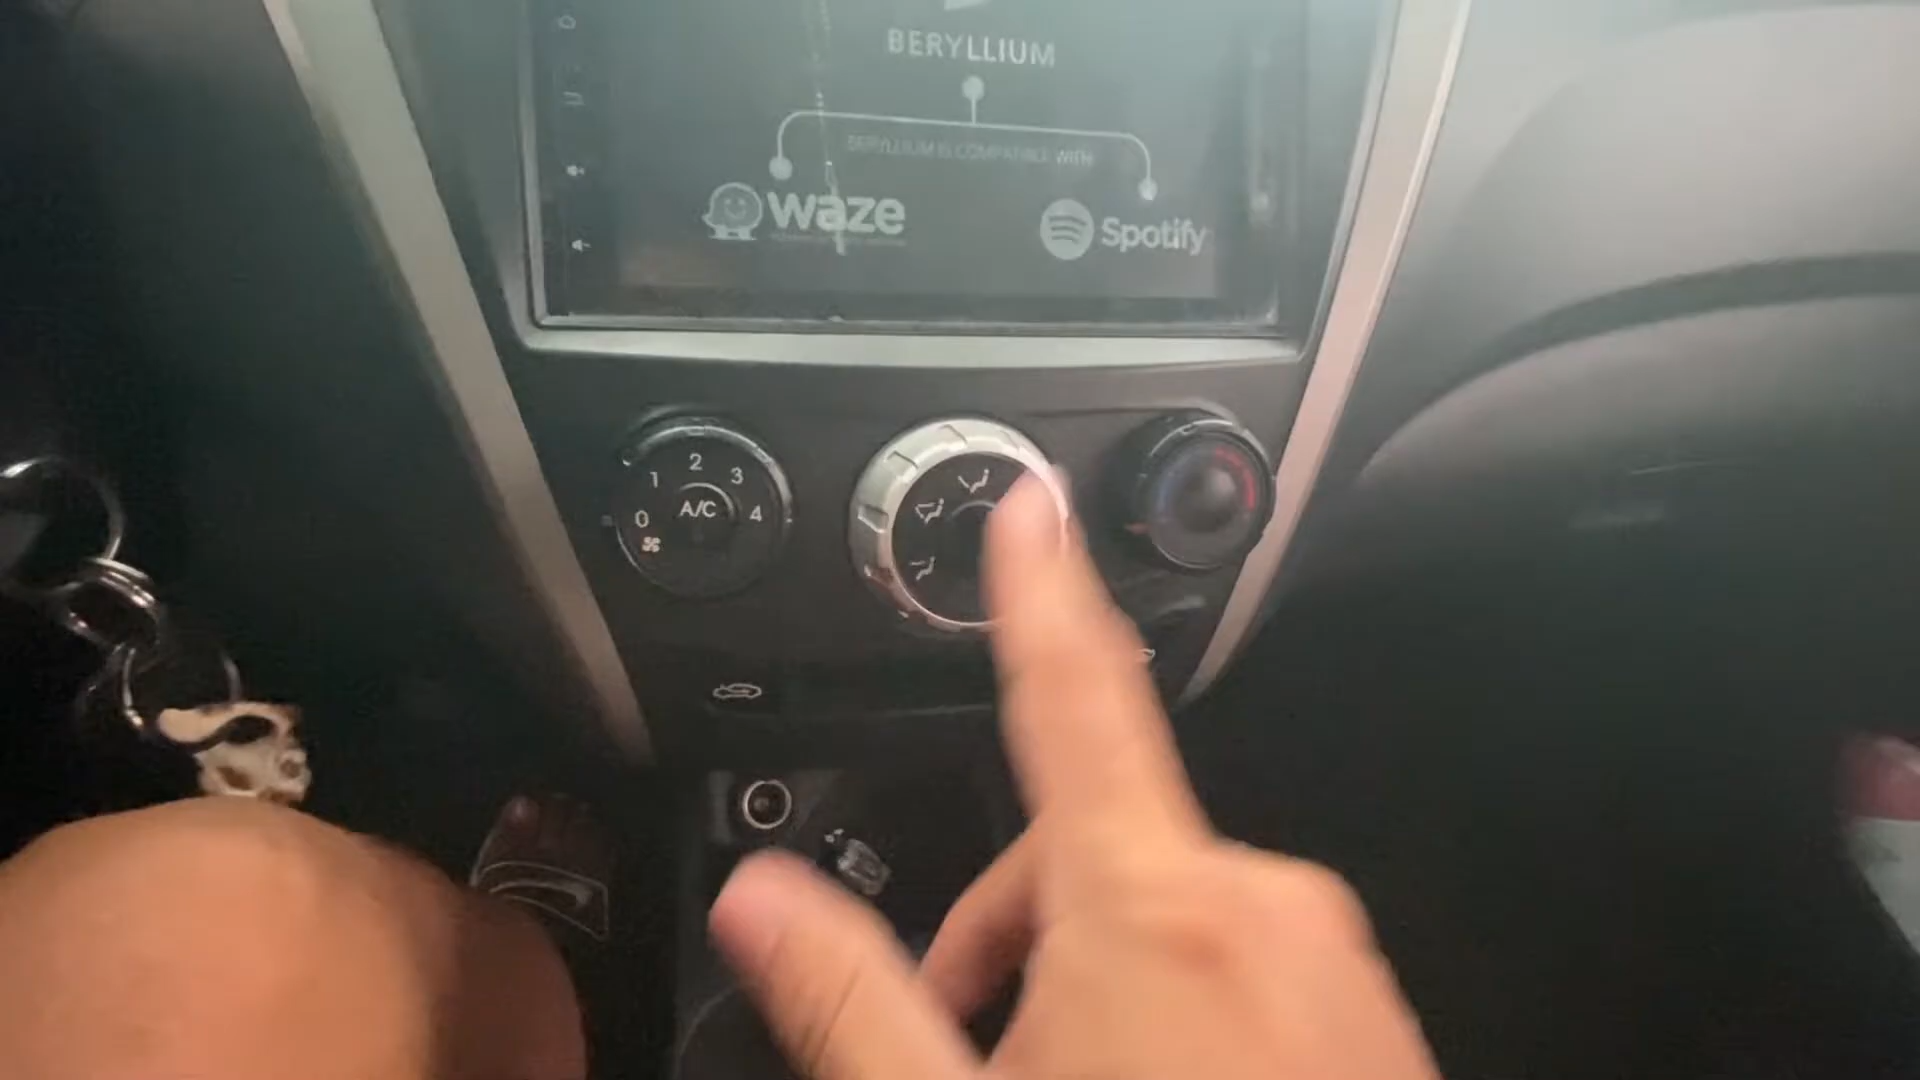 BERYLLIUM
BERYLLIUM IS COMPATIBLE WITH
waze
Spotify
0 1 2 3 4
A/C